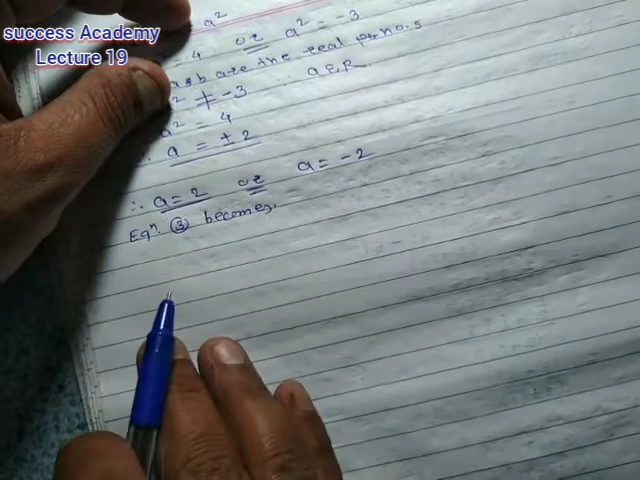 success Academy
Lecture 19
a²
- 4 or a² = -3
a & b are the real
a² ≠ -3 ∴ a ∈ R
a² = 4
∴ a = ± 2
∴ a = 2 or a = -2
Eqⁿ ③ becomes,